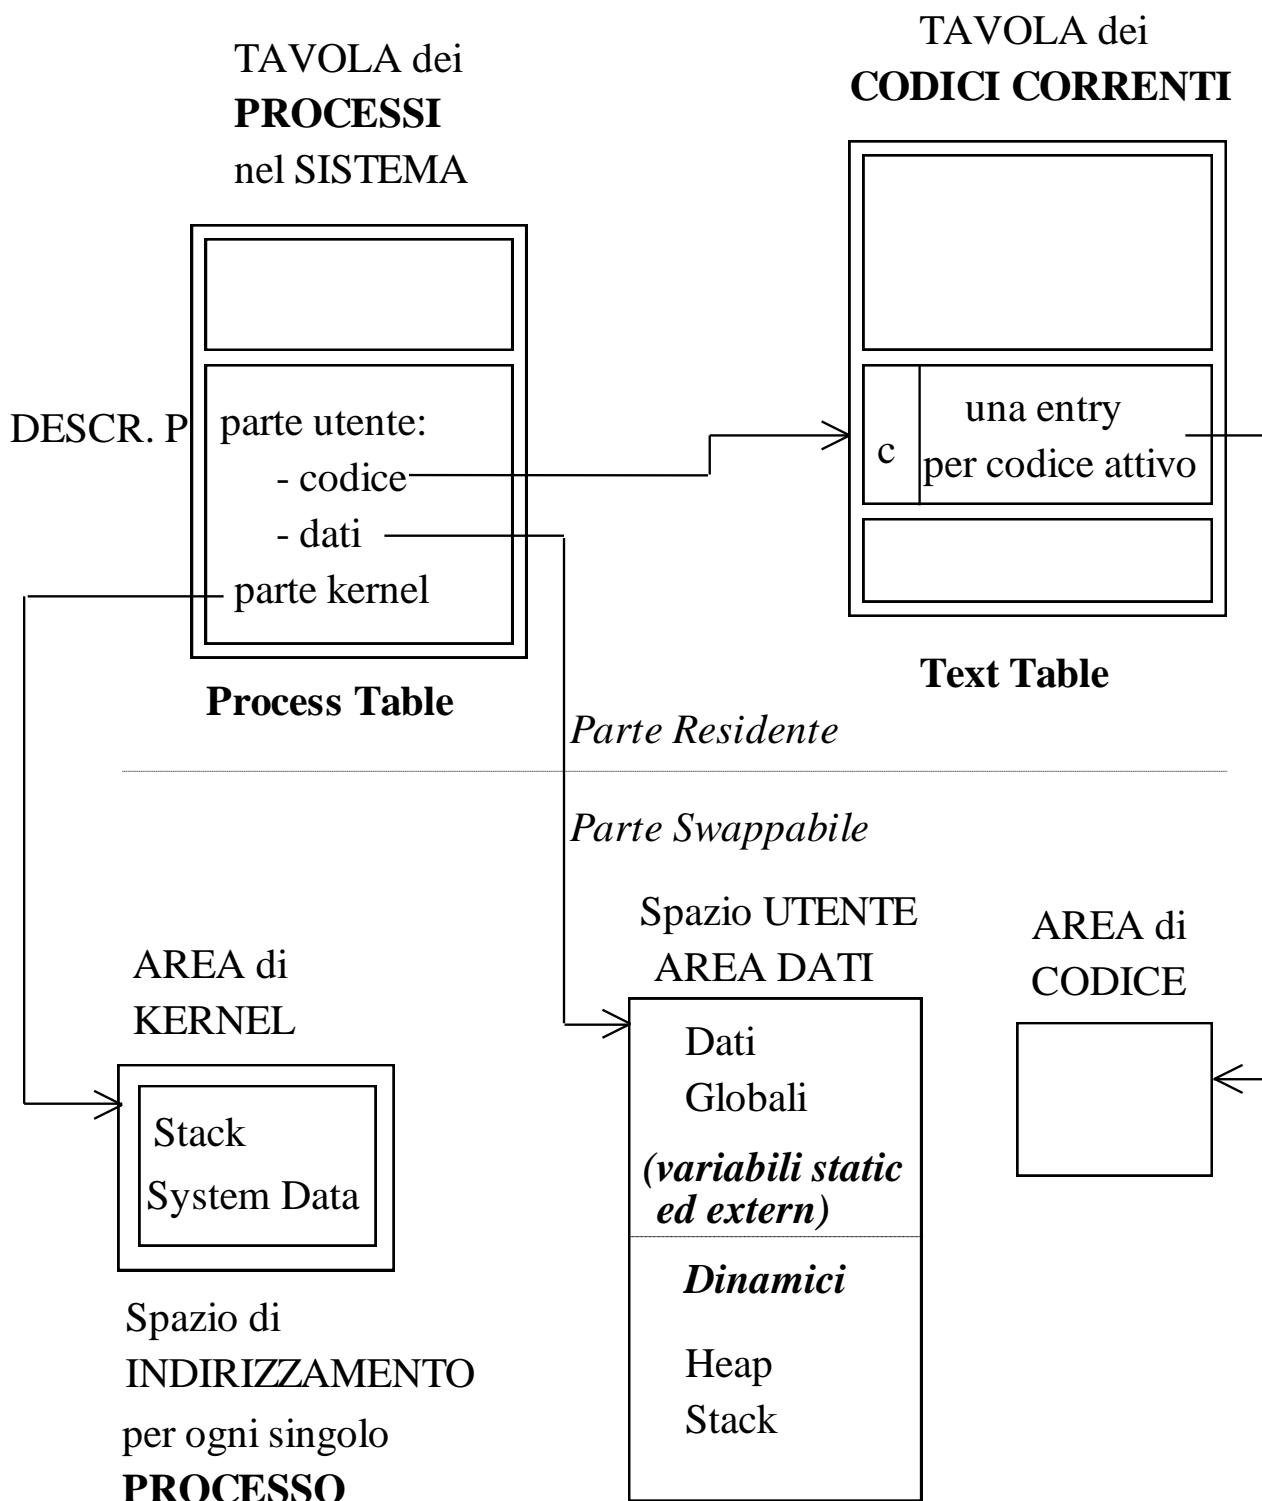 TAVOLA dei
PROCESSI
nel SISTEMA
TAVOLA dei
CODICI CORRENTI
DESCR. P
parte utente:
- codice
- dati
parte kernel
c
una entry
per codice attivo
Process Table
Text Table
Parte Residente
Parte Swappabile
AREA di
KERNEL
Stack
System Data
Spazio di
INDIRIZZAMENTO
per ogni singolo
PROCESSO
Spazio UTENTE
AREA DATI
Dati
Globali
(variabili static
ed extern)
Dinamici
Heap
Stack
AREA di
CODICE